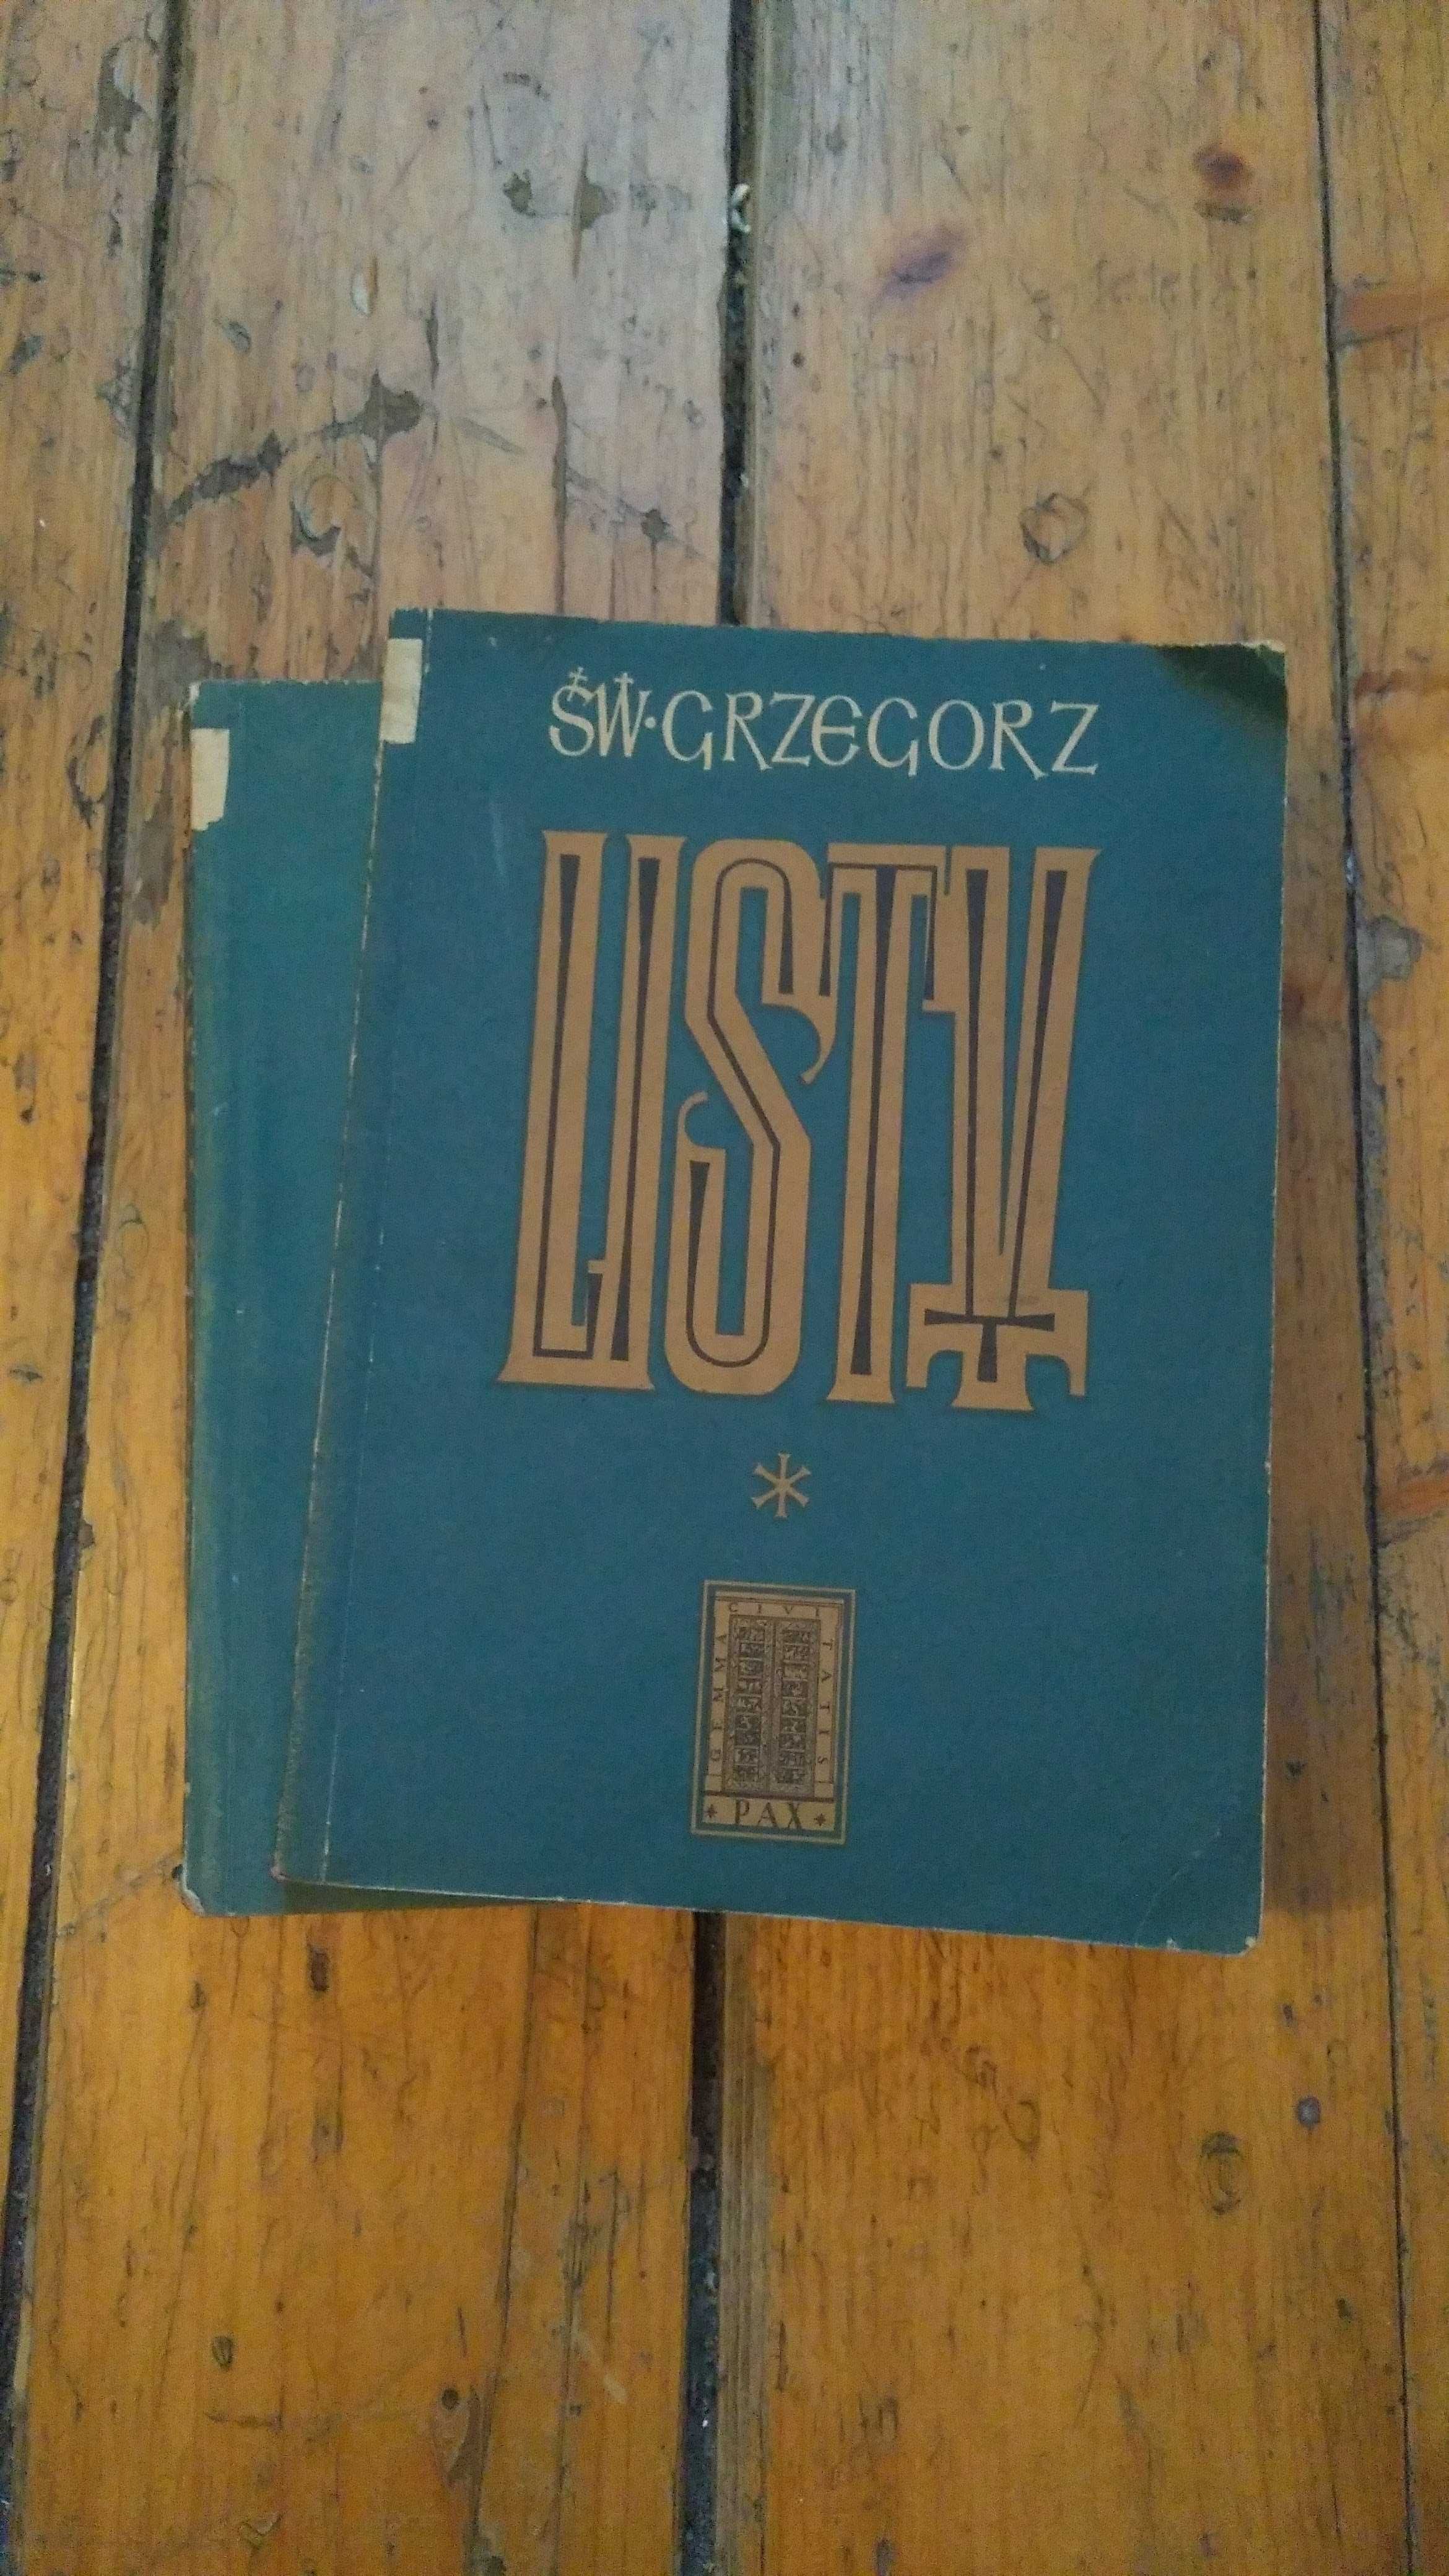 ŚW·GRZEGORZ
LISTY
*
GEMMA CIVITATIS
PAX